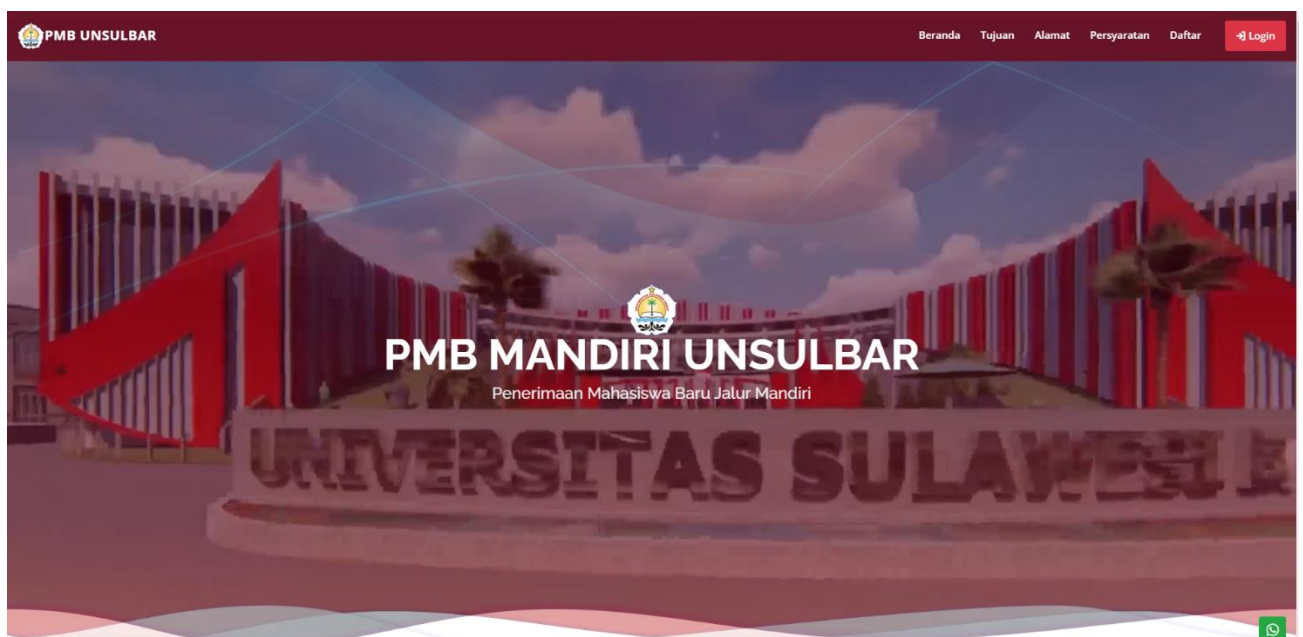 PMB UNSULBAR
Beranda Tujuan Alamat Persyaratan Daftar Login
PMB MANDIRI UNSULBAR
Penerimaan Mahasiswa Baru Jalur Mandiri
UNIVERSITAS SULAWESI B